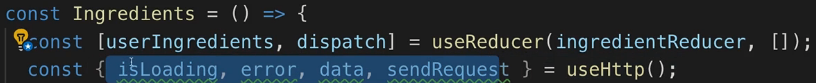 const Ingredients = () => {
const [userIngredients, dispatch] = useReducer(ingredientReducer, []);
const { isLoading, error, data, sendRequest } = useHttp();